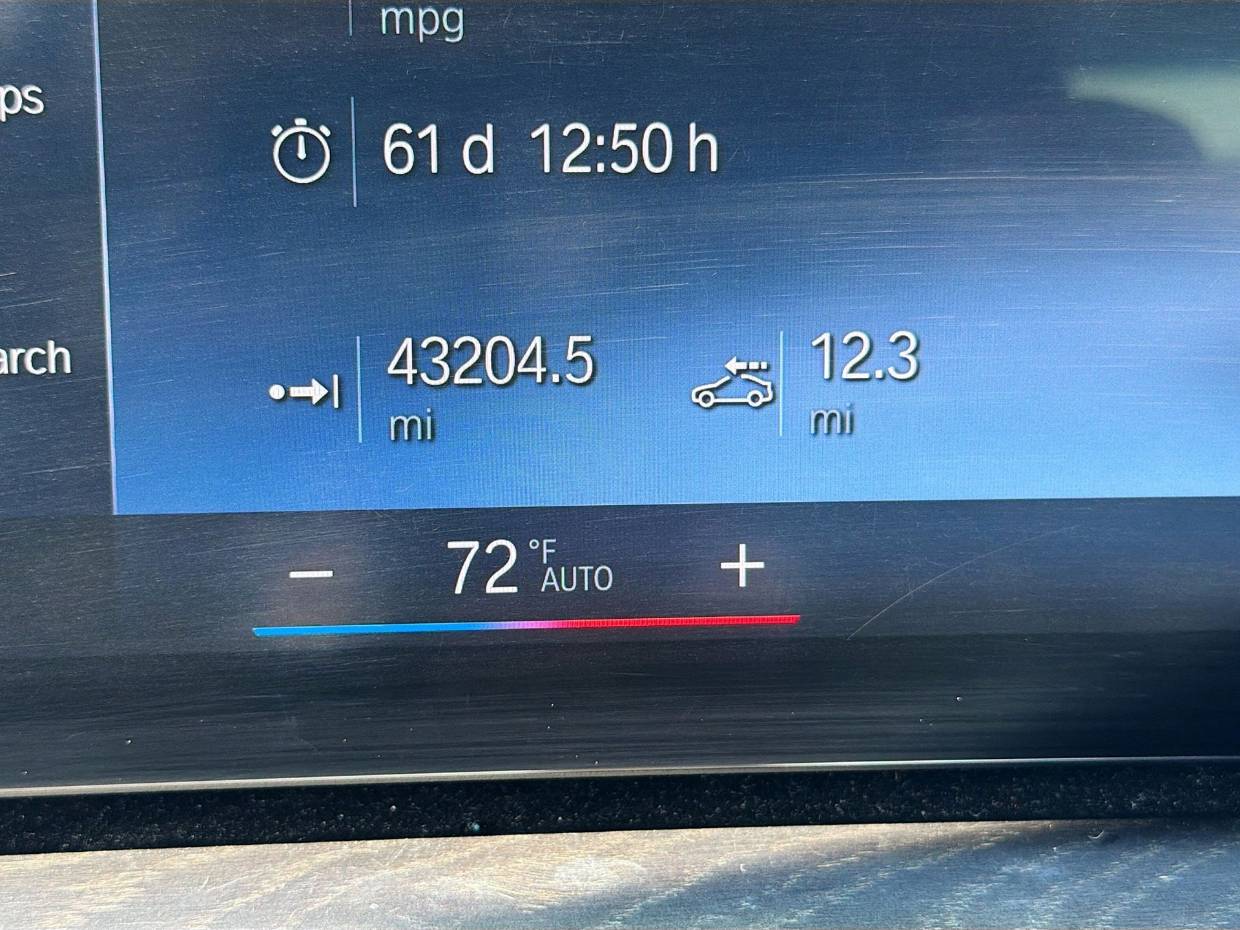 mpg
ps
61 d 12:50 h
43204.5
mi
12.3
mi
arch
72 °F
AUTO